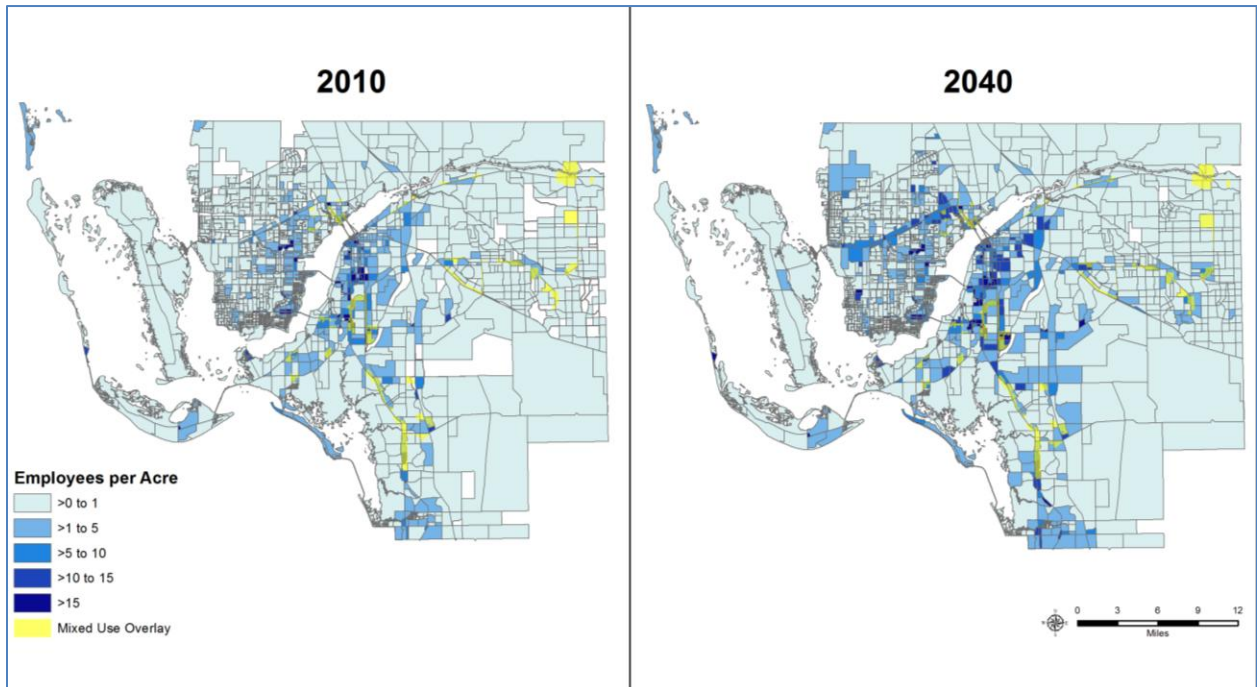 2010
2040
Employees per Acre
>0 to 1
>1 to 5
>5 to 10
>10 to 15
>15
Mixed Use Overlay
0 3 6 9 12
Miles